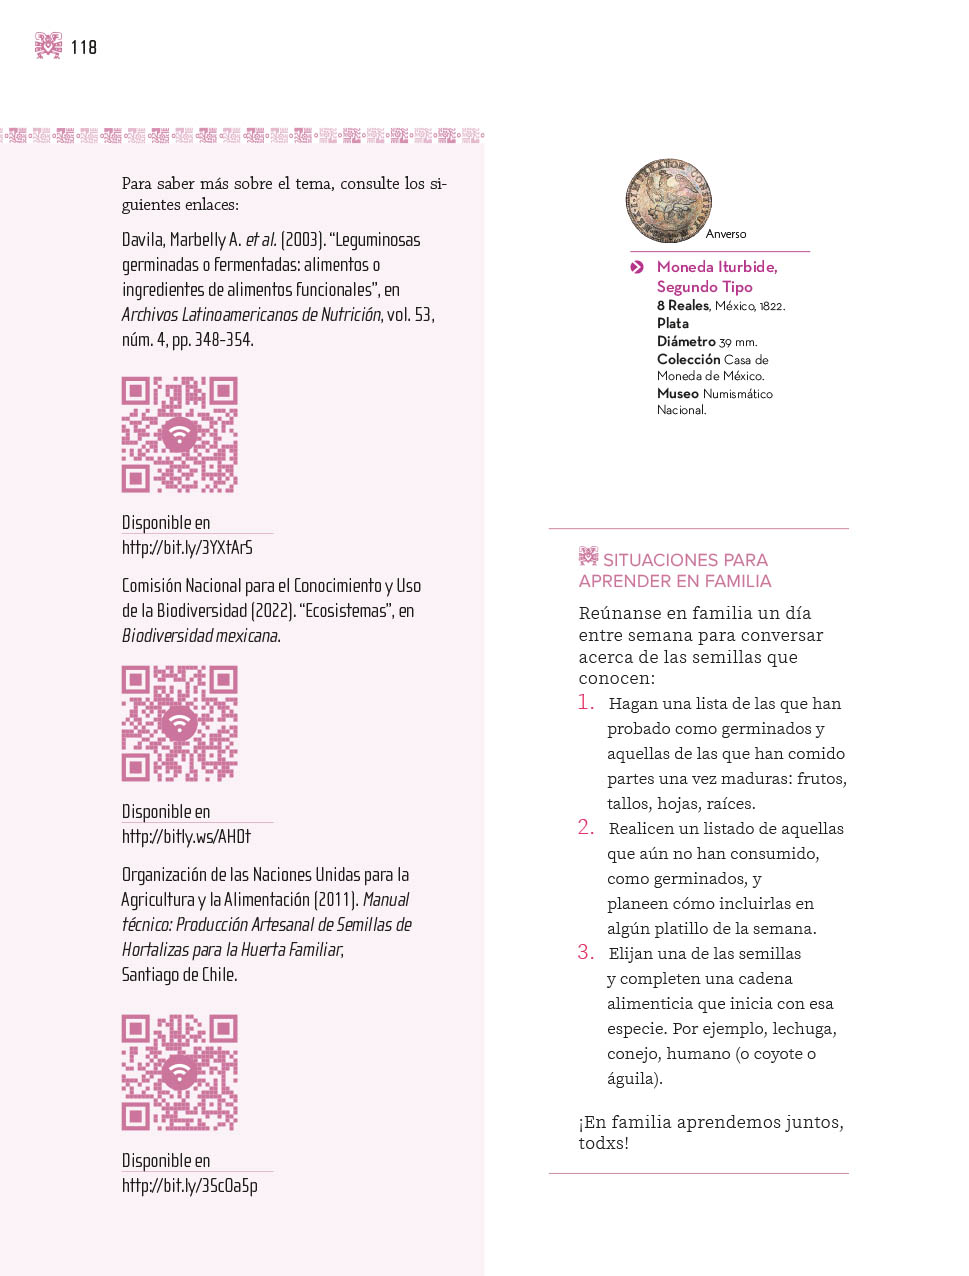 118
Para saber más sobre el tema, consulte los si-
guientes enlaces:
Davila, Marbelly A. et al. (2003). “Leguminosas
germinadas o fermentadas: alimentos o
ingredientes de alimentos funcionales”, en
Archivos Latinoamericanos de Nutrición, vol. 53,
núm. 4, pp. 348-354.
Disponible en
http://bit.ly/3YXtArS
Comisión Nacional para el Conocimiento y Uso
de la Biodiversidad (2022). “Ecosistemas”, en
Biodiversidad mexicana.
Disponible en
http://bitly.ws/AHDt
Organización de las Naciones Unidas para la
Agricultura y la Alimentación (2011). Manual
técnico: Producción Artesanal de Semillas de
Hortalizas para la Huerta Familiar,
Santiago de Chile.
Disponible en
http://bit.ly/3ScOa5p
Anverso
Moneda Iturbide,
Segundo Tipo
8 Reales, México, 1822.
Plata
Diámetro 39 mm.
Colección Casa de
Moneda de México.
Museo Numismático
Nacional.
SITUACIONES PARA
APRENDER EN FAMILIA
Reúnanse en familia un día
entre semana para conversar
acerca de las semillas que
conocen:
1. Hagan una lista de las que han
probado como germinados y
aquellas de las que han comido
partes una vez maduras: frutos,
tallos, hojas, raíces.
2. Realicen un listado de aquellas
que aún no han consumido,
como germinados, y
planeen cómo incluirlas en
algún platillo de la semana.
3. Elijan una de las semillas
y completen una cadena
alimenticia que inicia con esa
especie. Por ejemplo, lechuga,
conejo, humano (o coyote o
águila).
¡En familia aprendemos juntos,
todxs!